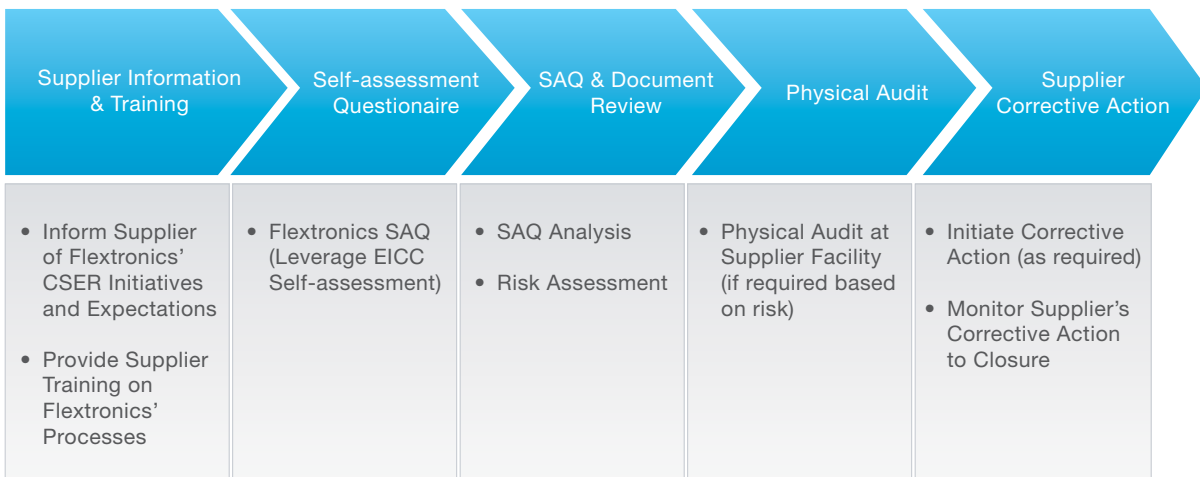 Supplier Information
& Training
Self-assessment
Questionaire
SAQ & Document
Review
Physical Audit
Supplier
Corrective Action
• Inform Supplier
of Flextronics’
CSER Initiatives
and Expectations
• Provide Supplier
Training on
Flextronics’
Processes
• Flextronics SAQ
(Leverage EICC
Self-assessment)
• SAQ Analysis
• Risk Assessment
• Physical Audit at
Supplier Facility
(if required based
on risk)
• Initiate Corrective
Action (as required)
• Monitor Supplier’s
Corrective Action
to Closure